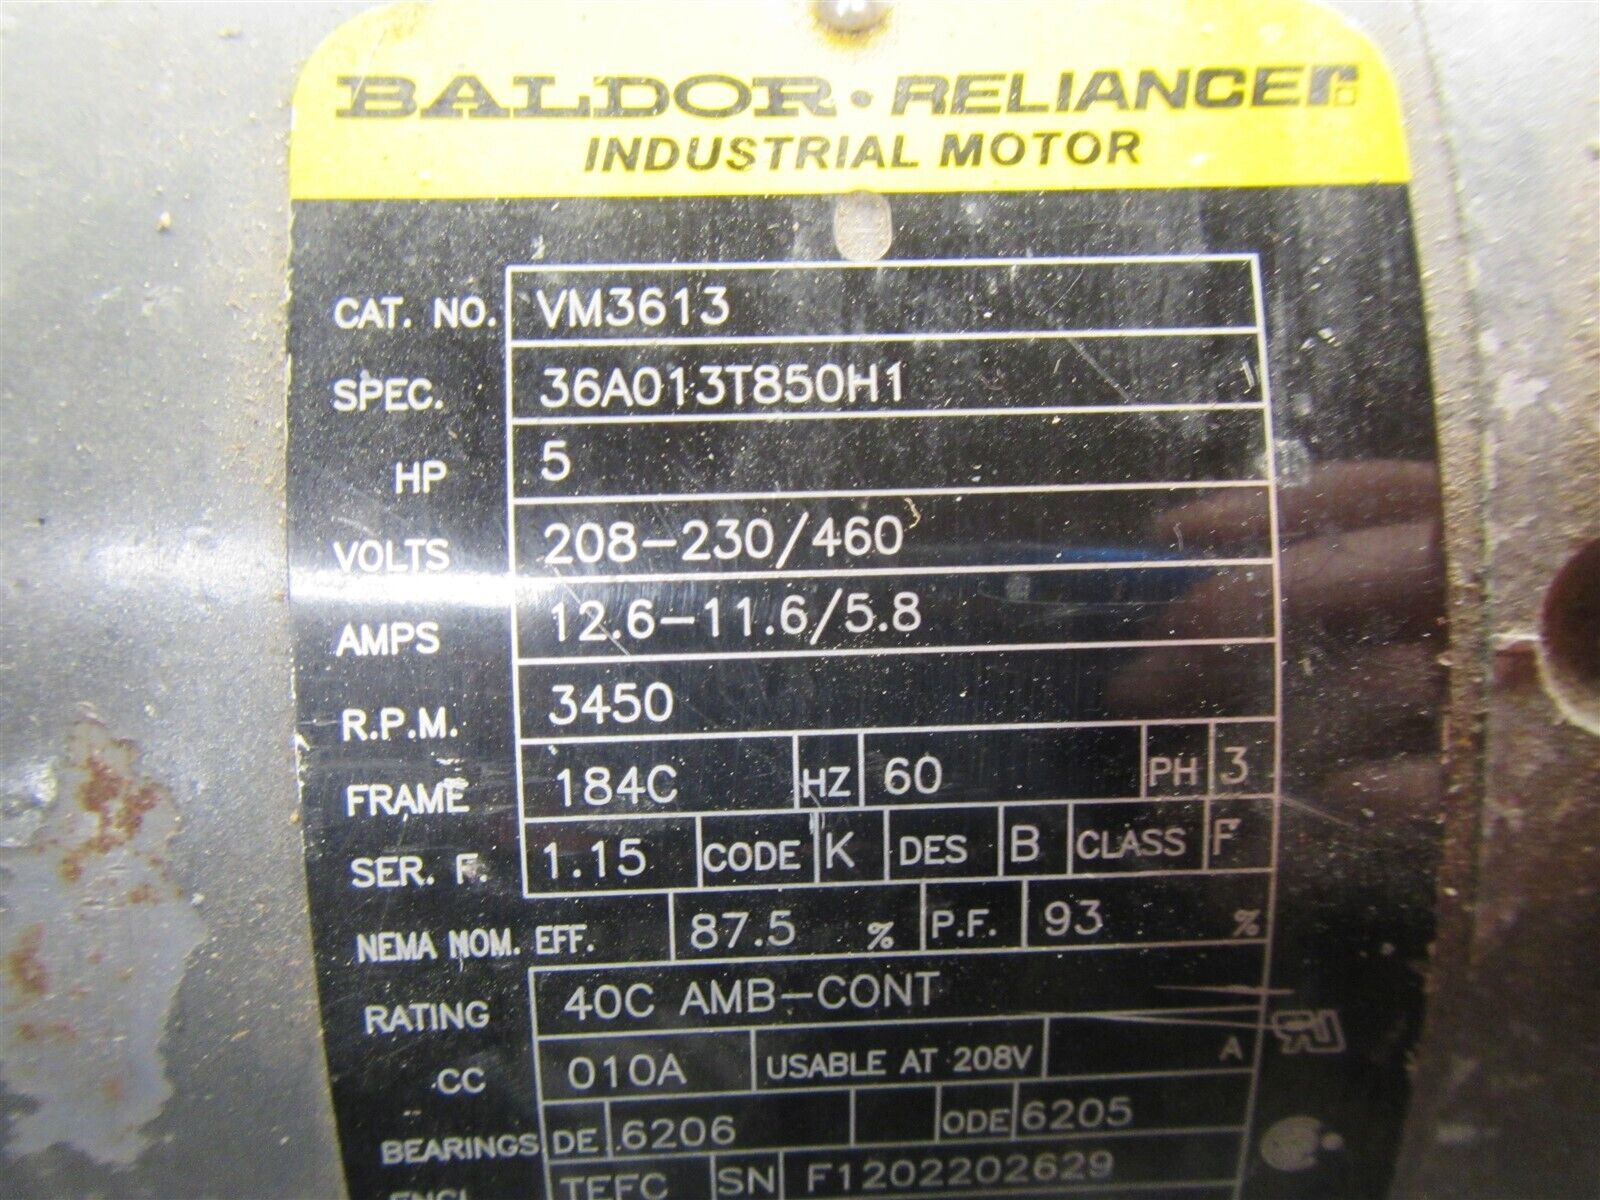 BALDOR • RELIANCE
INDUSTRIAL MOTOR
CAT. NO. VM3613
SPEC. 36A013T850H1
HP 5
VOLTS 208-230/460
AMPS 12.6-11.6/5.8
R.P.M. 3450
FRAME 184C HZ 60 PH 3
SER. F. 1.15 CODE K DES B CLASS F
NEMA NOM. EFF. 87.5 % P.F. 93 %
RATING 40C AMB-CONT
CC 010A USABLE AT 208V A
BEARINGS DE 6206 ODE 6205
ENCL TEFC SN F1202202629